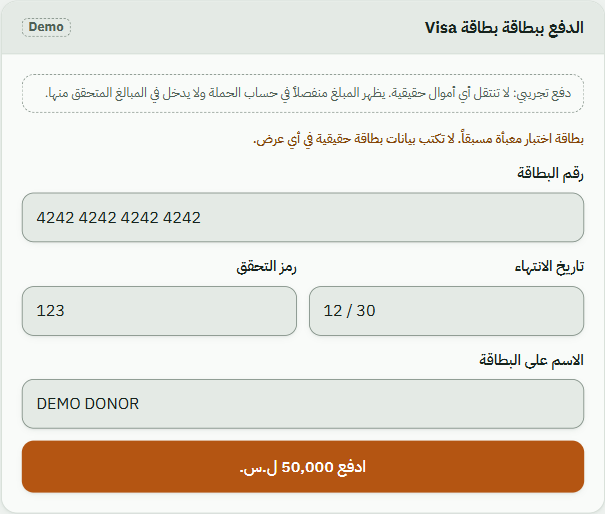 الدفع ببطاقة بطاقة Visa
Demo
دفع تجريبي: لا تنتقل أي أموال حقيقية. يظهر المبلغ منفصلاً في حساب الحملة ولا يدخل في المبالغ المتحقق منها.
بطاقة اختبار معبأة مسبقاً. لا تكتب بيانات بطاقة حقيقية في أي عرض.
رقم البطاقة
4242 4242 4242 4242
تاريخ الانتهاء
12 / 30
رمز التحقق
123
الاسم على البطاقة
DEMO DONOR
ادفع 50,000 ل.س.